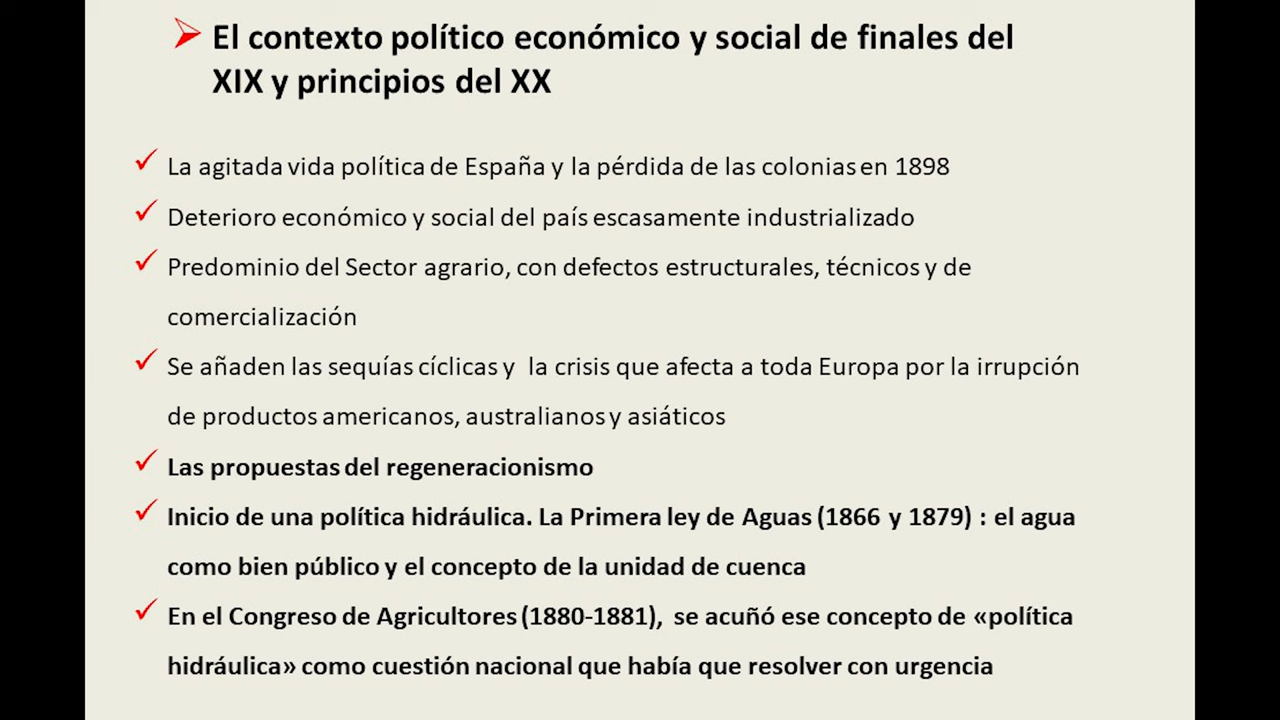 El contexto político económico y social de finales del
XIX y principios del XX
La agitada vida política de España y la pérdida de las colonias en 1898
Deterioro económico y social del país escasamente industrializado
Predominio del Sector agrario, con defectos estructurales, técnicos y de
comercialización
Se añaden las sequías cíclicas y la crisis que afecta a toda Europa por la irrupción
de productos americanos, australianos y asiáticos
Las propuestas del regeneracionismo
Inicio de una política hidráulica. La Primera ley de Aguas (1866 y 1879) : el agua
como bien público y el concepto de la unidad de cuenca
En el Congreso de Agricultores (1880-1881), se acuñó ese concepto de «política
hidráulica» como cuestión nacional que había que resolver con urgencia